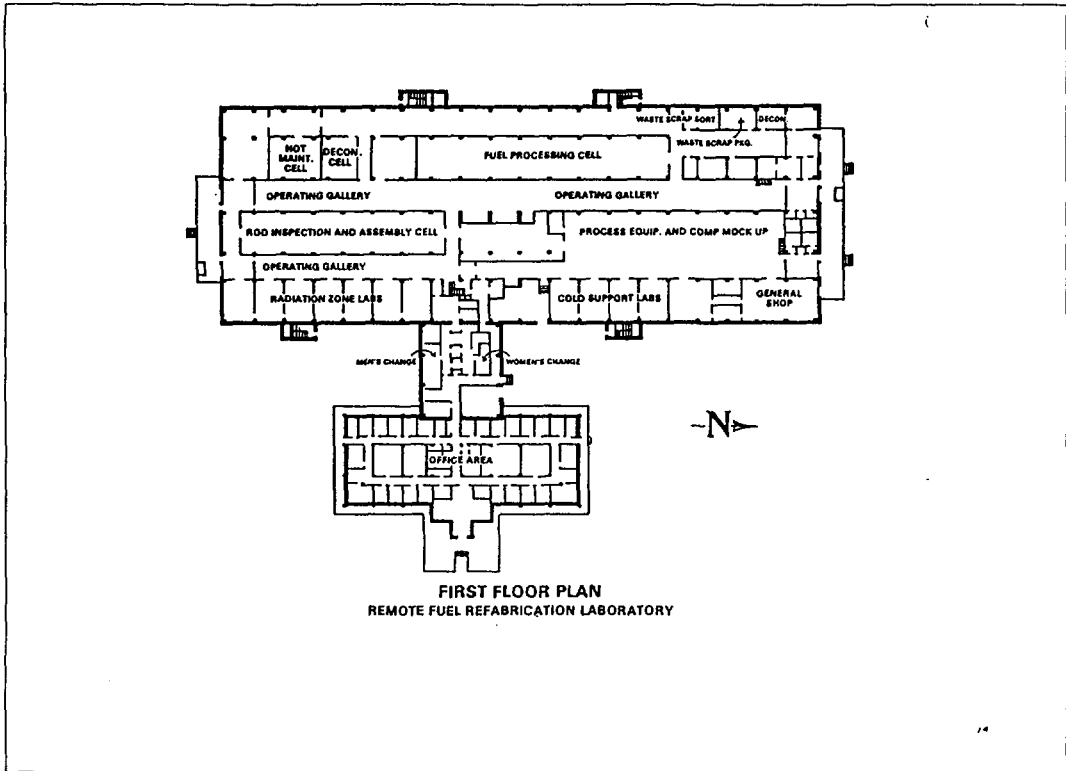 WASTE SCRAP SORT
DECON
WASTE SCRAP PKG.
HOT
MAINT.
CELL
DECON.
CELL
FUEL PROCESSING CELL
OPERATING GALLERY
OPERATING GALLERY
ROD INSPECTION AND ASSEMBLY CELL
PROCESS EQUIP. AND COMP MOCK UP
OPERATING GALLERY
RADIATION ZONE LABS
COLD SUPPORT LABS
GENERAL
SHOP
MEN'S CHANGE
WOMEN'S CHANGE
N
OFFICE AREA
FIRST FLOOR PLAN
REMOTE FUEL REFABRICATION LABORATORY